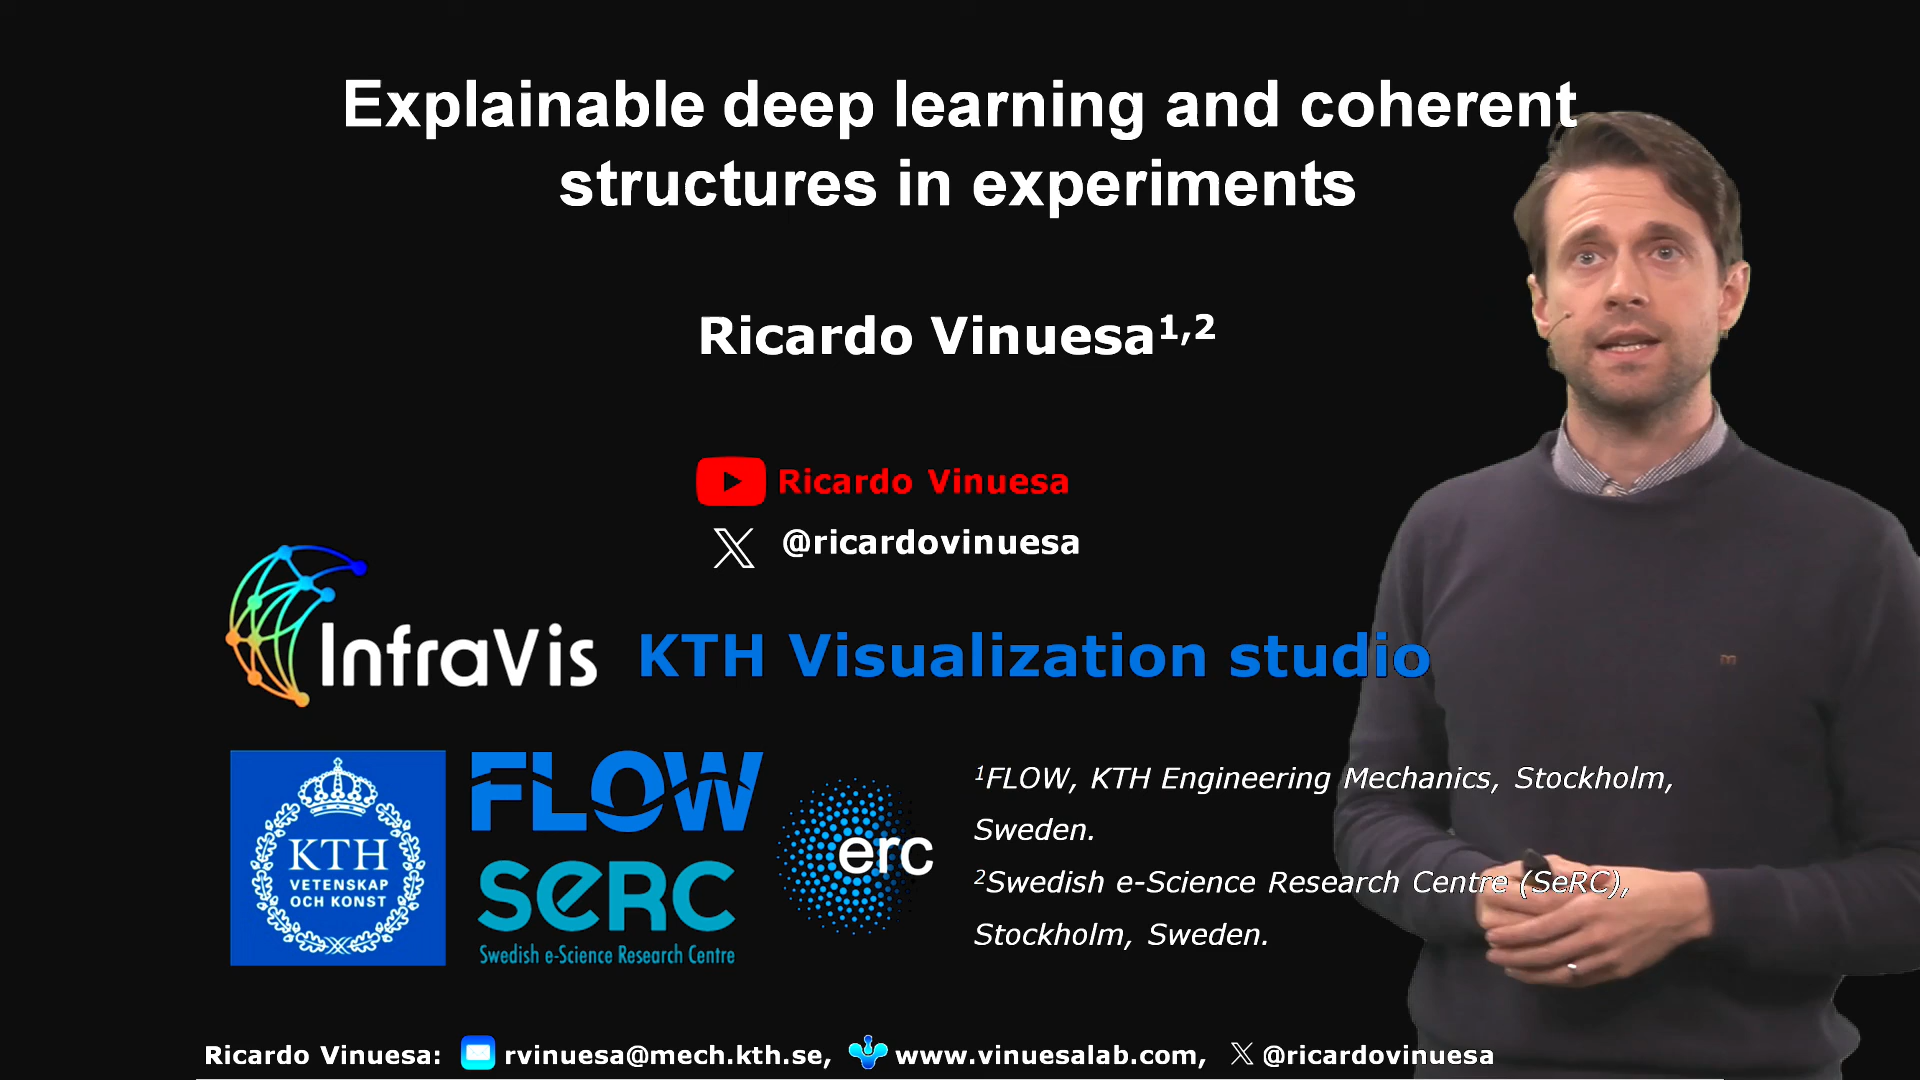 Explainable deep learning and coherent
structures in experiments
Ricardo Vinuesa1,2
Ricardo Vinuesa
@ricardovinuesa
InfraVis
KTH Visualization studio
KTH
VETENSKAP
OCH KONST
FLOW
SeRC
Swedish e-Science Research Centre
erc
1FLOW, KTH Engineering Mechanics, Stockholm,
Sweden.
2Swedish e-Science Research Centre (SeRC),
Stockholm, Sweden.
Ricardo Vinuesa: rvinuesa@mech.kth.se, www.vinuesalab.com, @ricardovinuesa